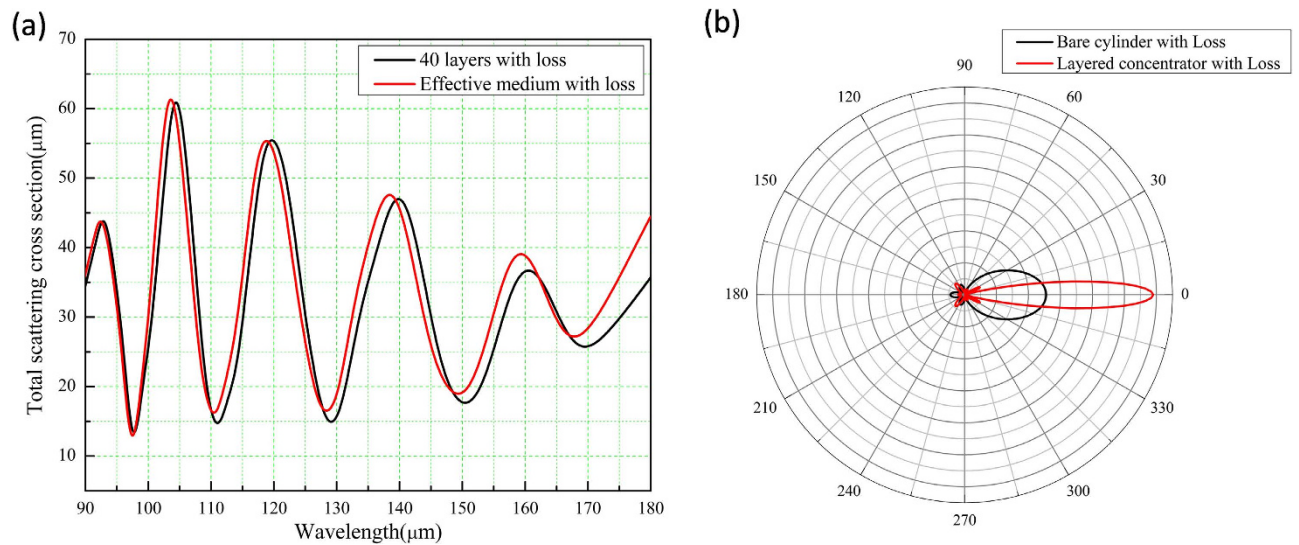 (a)
70
60
50
40
30
20
10
Total scattering cross section(μm)
40 layers with loss
Effective medium with loss
90 100 110 120 130 140 150 160 170 180
Wavelength(μm)
(b)
Bare cylinder with Loss
Layered concentrator with Loss
90
120 60
150 30
180 0
210 330
240 300
270